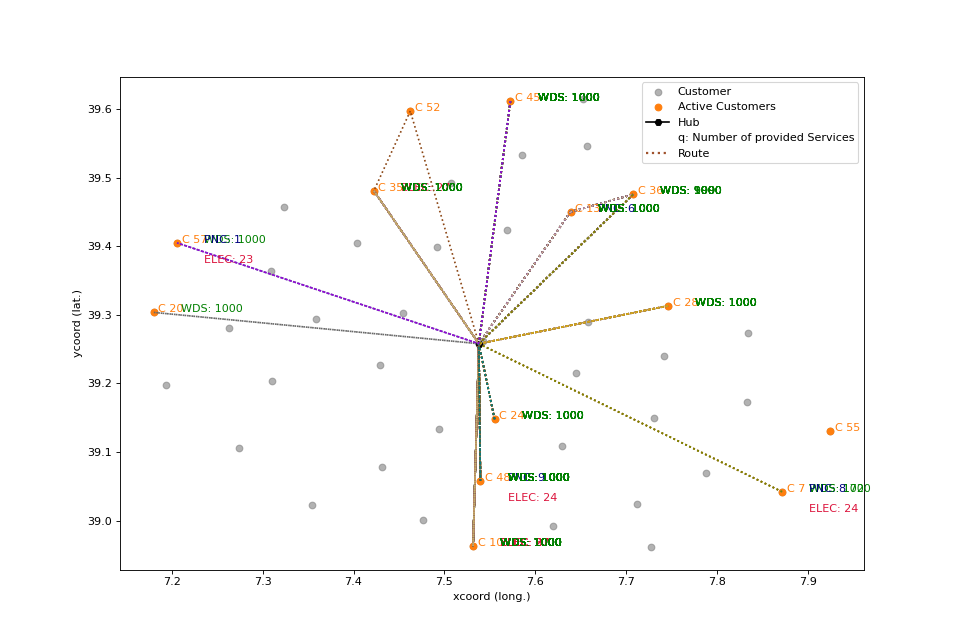 39.6
39.5
39.4
39.3
39.2
39.1
39.0
ycoord (lat.)
7.2 7.3 7.4 7.5 7.6 7.7 7.8 7.9
xcoord (long.)
Customer
Active Customers
Hub
q: Number of provided Services
Route
C 52
C 45 WDS: 1000
C 35 WDS: 1000
C 36 WDS:
WDS: 1000
C 57 WDS: 1000
ELEC: 23
C 20 WDS: 1000
C 28 WDS: 1000
C 24 WDS: 1000
C 55
C 48 WDS: 1000
ELEC: 24
C 7
ELEC: 24
C 10 WDS: 1000